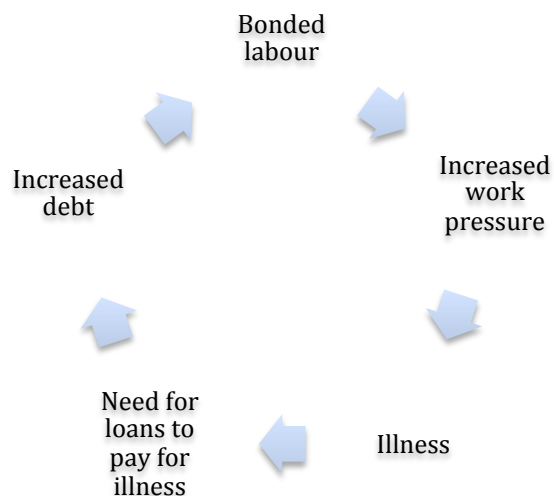 Bonded
labour
Increased
work
pressure
Illness
Need for
loans to
pay for
illness
Increased
debt